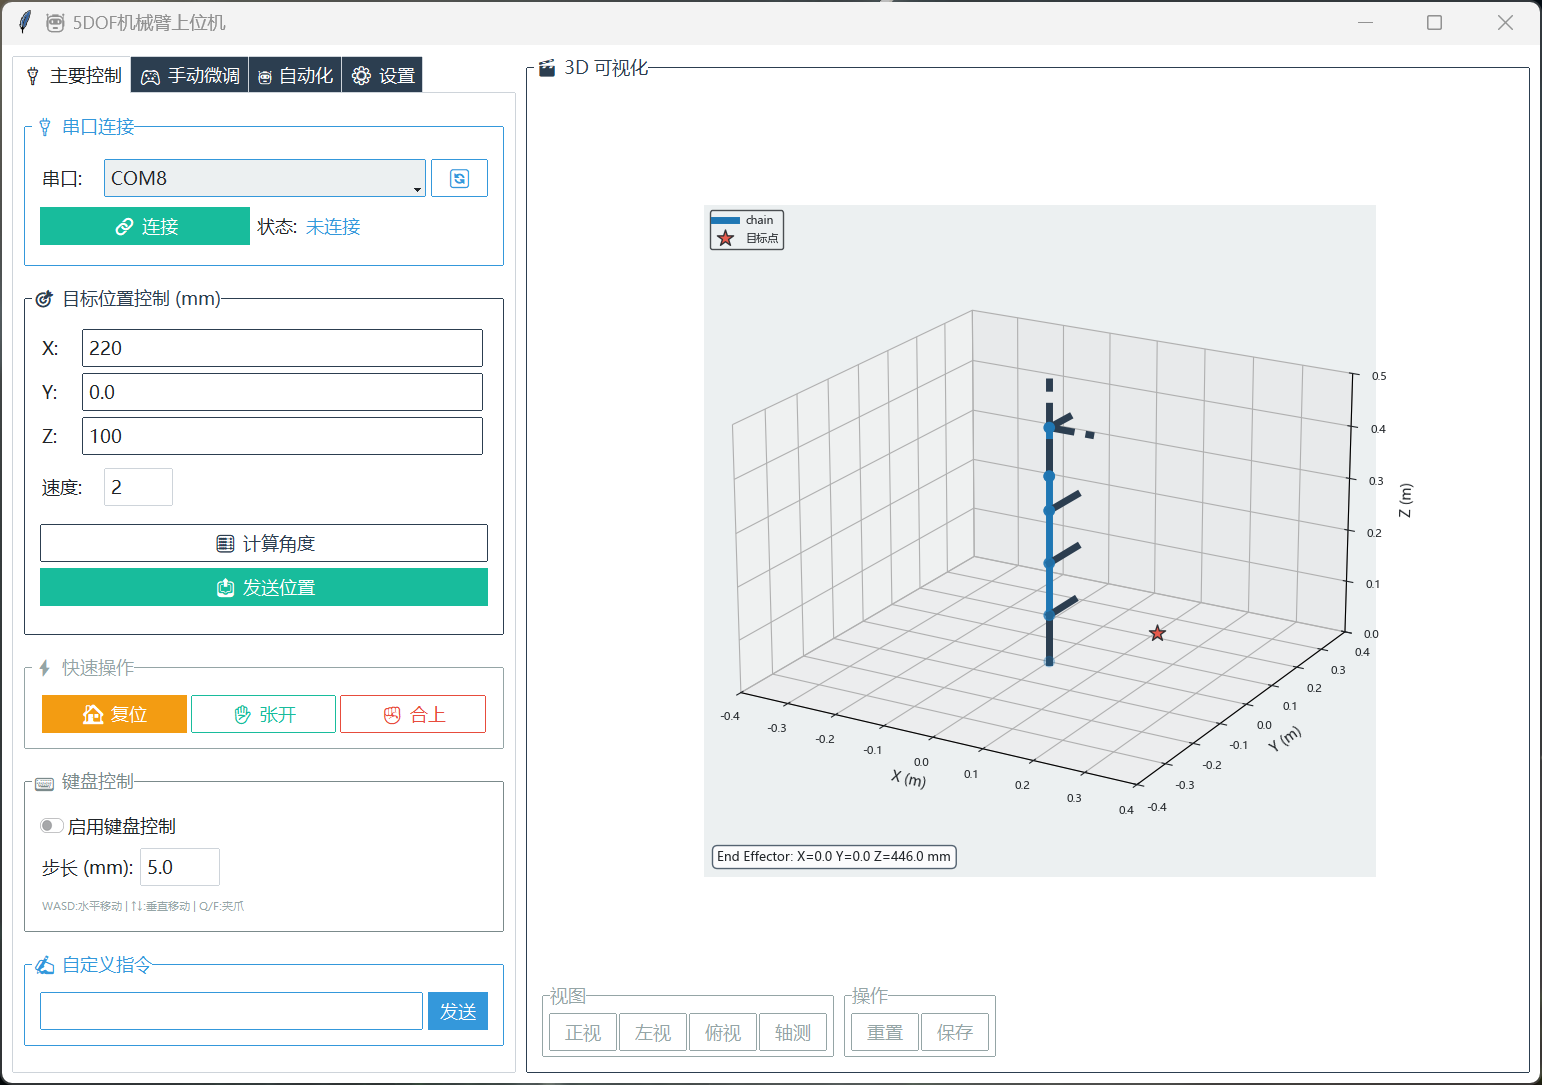 5DOF机械臂上位机
主要控制
手动微调
自动化
设置
串口连接
串口:
COM8
连接
状态: 未连接
目标位置控制 (mm)
X:
220
Y:
0.0
Z:
100
速度:
2
计算角度
发送位置
快速操作
复位
张开
合上
键盘控制
启用键盘控制
步长 (mm):
5.0
WASD:水平移动 | ↑↓:垂直移动 | Q/F:夹爪
自定义指令
发送
3D 可视化
chain
目标点
0.5
0.4
0.3
0.2
0.1
0.0
Z (m)
0.4
0.3
0.2
0.1
0.0
-0.1
-0.2
-0.3
-0.4
Y (m)
-0.4
-0.3
-0.2
-0.1
0.0
0.1
0.2
0.3
0.4
X (m)
End Effector: X=0.0 Y=0.0 Z=446.0 mm
视图
正视
左视
俯视
轴测
操作
重置
保存